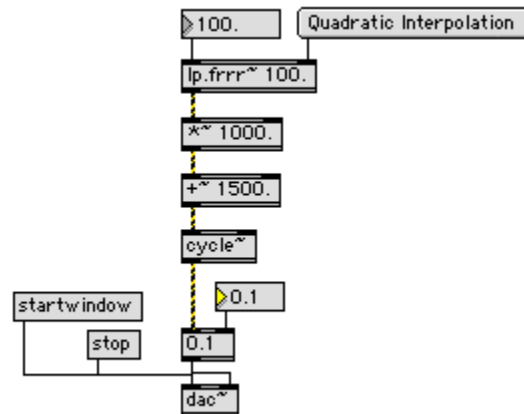 100.
Quadratic Interpolation
lp.frrr~ 100.
*~ 1000.
+~ 1500.
cycle~
0.1
startwindow
stop
0.1
dac~